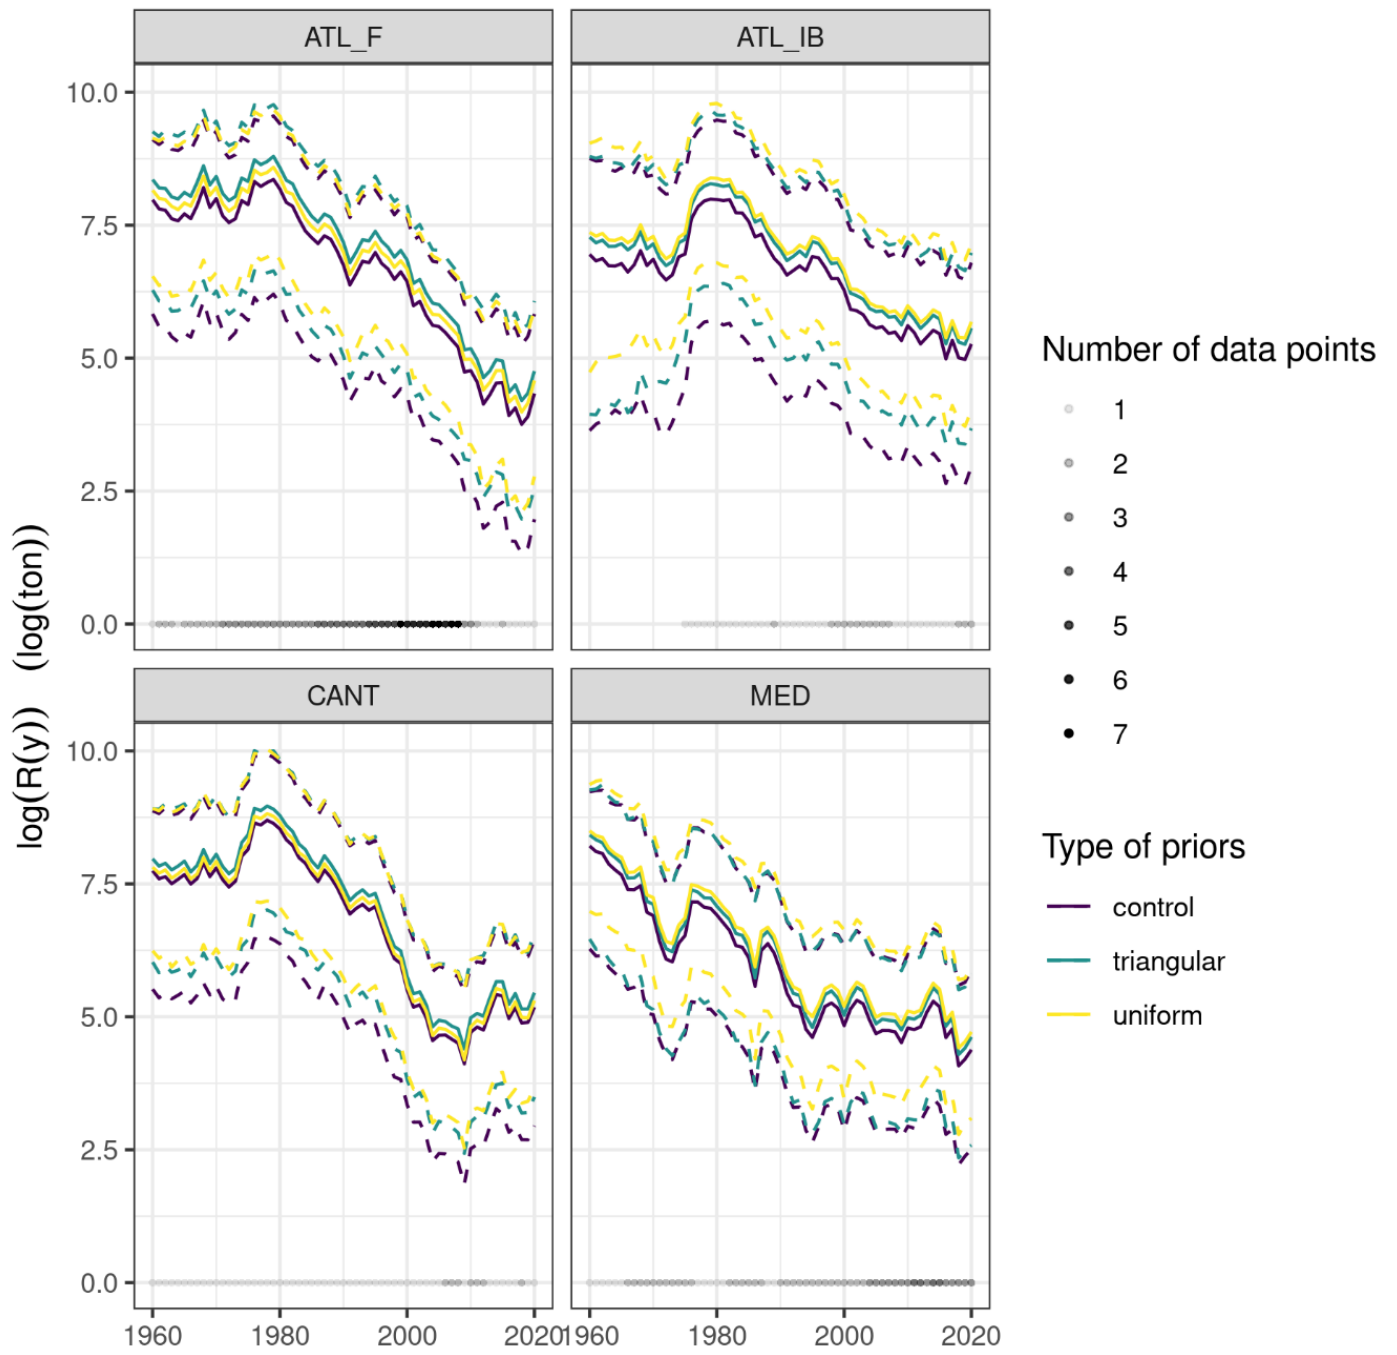 ATL_F
ATL_IB
10.0
7.5
5.0
2.5
0.0
CANT
MED
10.0
7.5
5.0
2.5
0.0
1960
1980
2000
2020
1960
1980
2000
2020
log(R(y)) (log(ton))
Number of data points
1
2
3
4
5
6
7
Type of priors
control
triangular
uniform